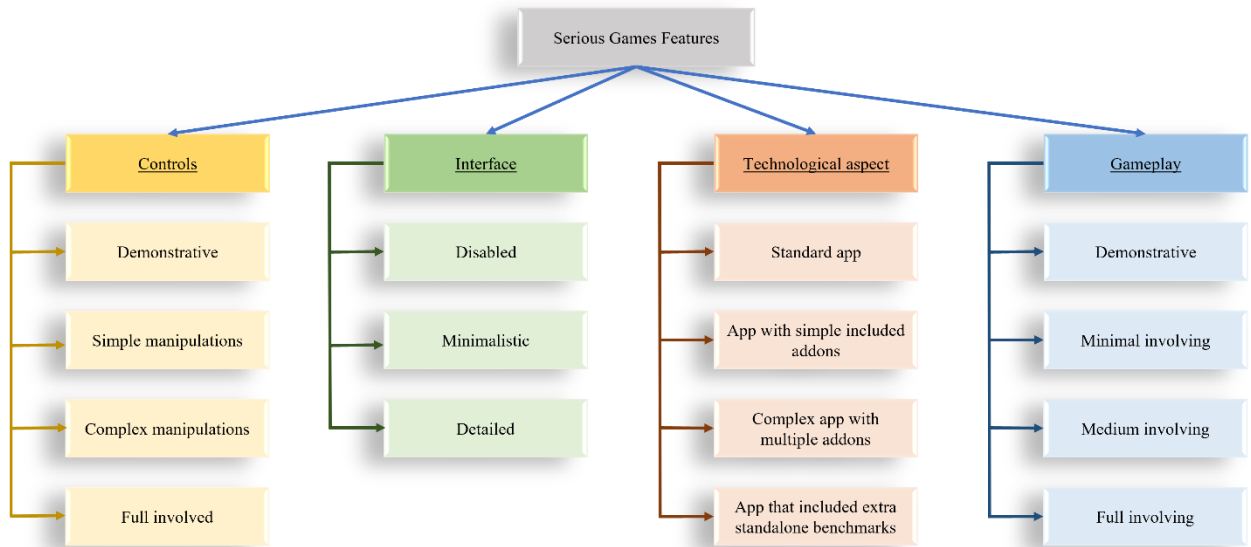 Serious Games Features
Controls
Demonstrative
Simple manipulations
Complex manipulations
Full involved
Interface
Disabled
Minimalistic
Detailed
Technological aspect
Standard app
App with simple included
addons
Complex app with
multiple addons
App that included extra
standalone benchmarks
Gameplay
Demonstrative
Minimal involving
Medium involving
Full involving